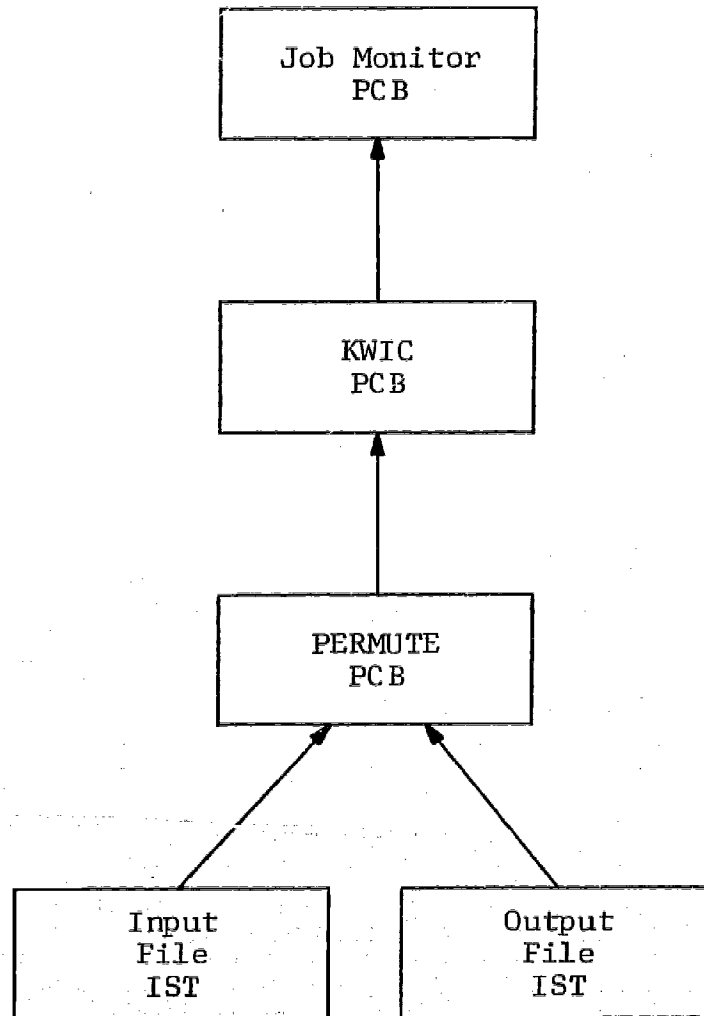 Job Monitor
PCB
KWIC
PCB
PERMUTE
PCB
Input
File
IST
Output
File
IST